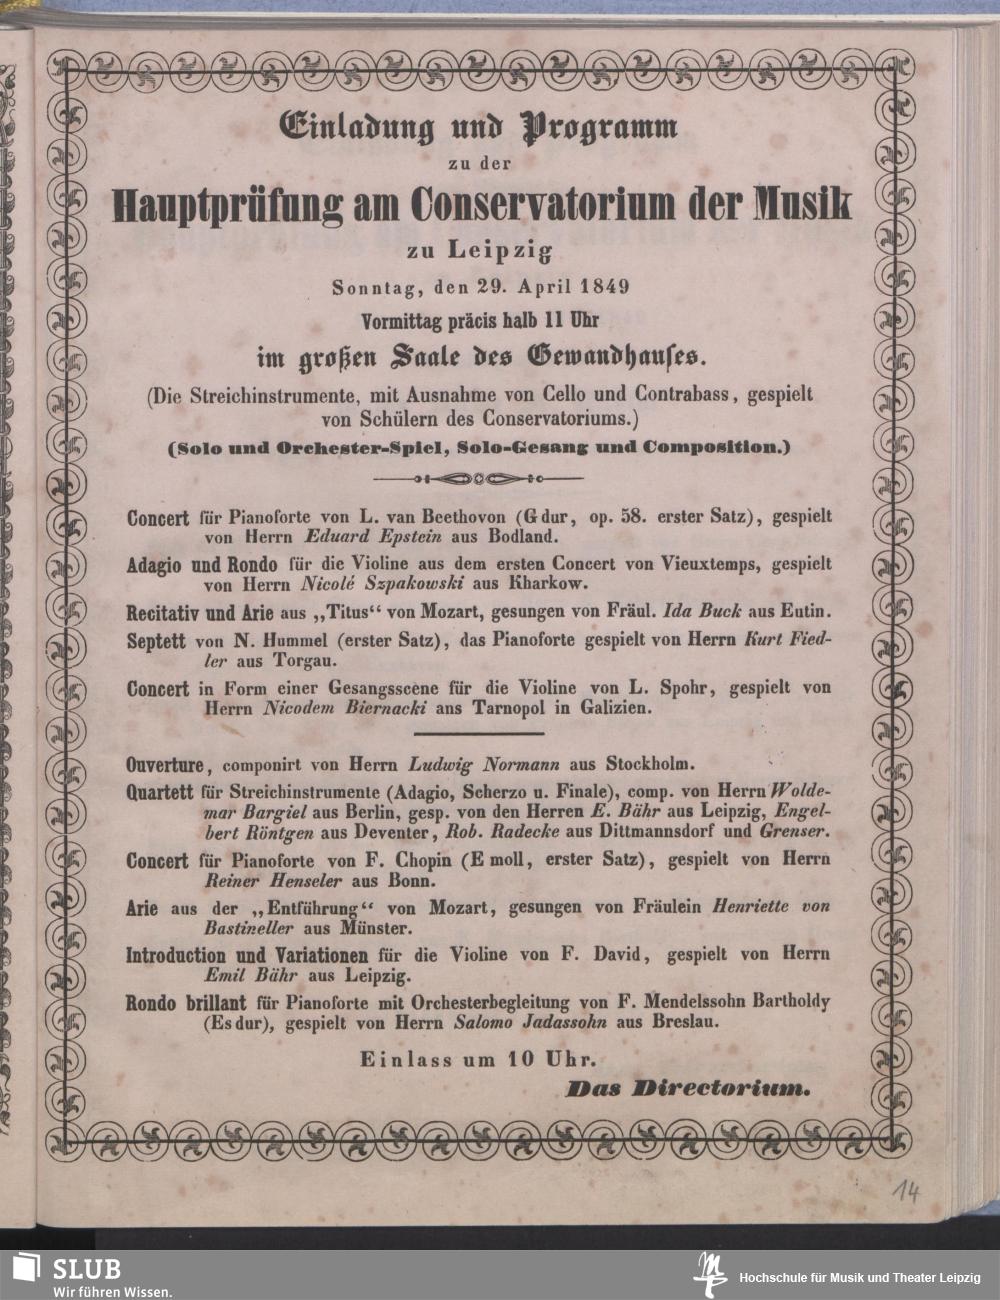 Einladung und Programm
zu der
Hauptprüfung am Conservatorium der Musik
zu Leipzig
Sonntag, den 29. April 1849
Vormittag präcis halb 11 Uhr
im großen Saale des Gewandhauses.
(Die Streichinstrumente, mit Ausnahme von Cello und Contrabass, gespielt
von Schülern des Conservatoriums.)
(Solo und Orchester-Spiel, Solo-Gesang und Composition.)
Concert für Pianoforte von L. van Beethovon (G dur, op. 58. erster Satz), gespielt
von Herrn Eduard Epstein aus Bodland.
Adagio und Rondo für die Violine aus dem ersten Concert von Vieuxtemps, gespielt
von Herrn Nicolé Szpakowski aus Kharkow.
Recitativ und Arie aus „Titus“ von Mozart, gesungen von Fräul. Ida Buck aus Eutin.
Septett von N. Hummel (erster Satz), das Pianoforte gespielt von Herrn Kurt Fied-
ler aus Torgau.
Concert in Form einer Gesangsscene für die Violine von L. Spohr, gespielt von
Herrn Nicodem Biernacki ans Tarnopol in Galizien.
Ouverture, componirt von Herrn Ludwig Normann aus Stockholm.
Quartett für Streichinstrumente (Adagio, Scherzo u. Finale), comp. von Herrn Wolde-
mar Bargiel aus Berlin, gesp. von den Herren E. Bähr aus Leipzig, Engel-
bert Röntgen aus Deventer, Rob. Radecke aus Dittmannsdorf und Grenser.
Concert für Pianoforte von F. Chopin (E moll, erster Satz), gespielt von Herrn
Reiner Henseler aus Bonn.
Arie aus der „Entführung“ von Mozart, gesungen von Fräulein Henriette von
Bastineller aus Münster.
Introduction und Variationen für die Violine von F. David, gespielt von Herrn
Emil Bähr aus Leipzig.
Rondo brillant für Pianoforte mit Orchesterbegleitung von F. Mendelssohn Bartholdy
(Es dur), gespielt von Herrn Salomo Jadassohn aus Breslau.
Einlass um 10 Uhr.
Das Directorium.
14
SLUB
Wir führen Wissen.
Hochschule für Musik und Theater Leipzig